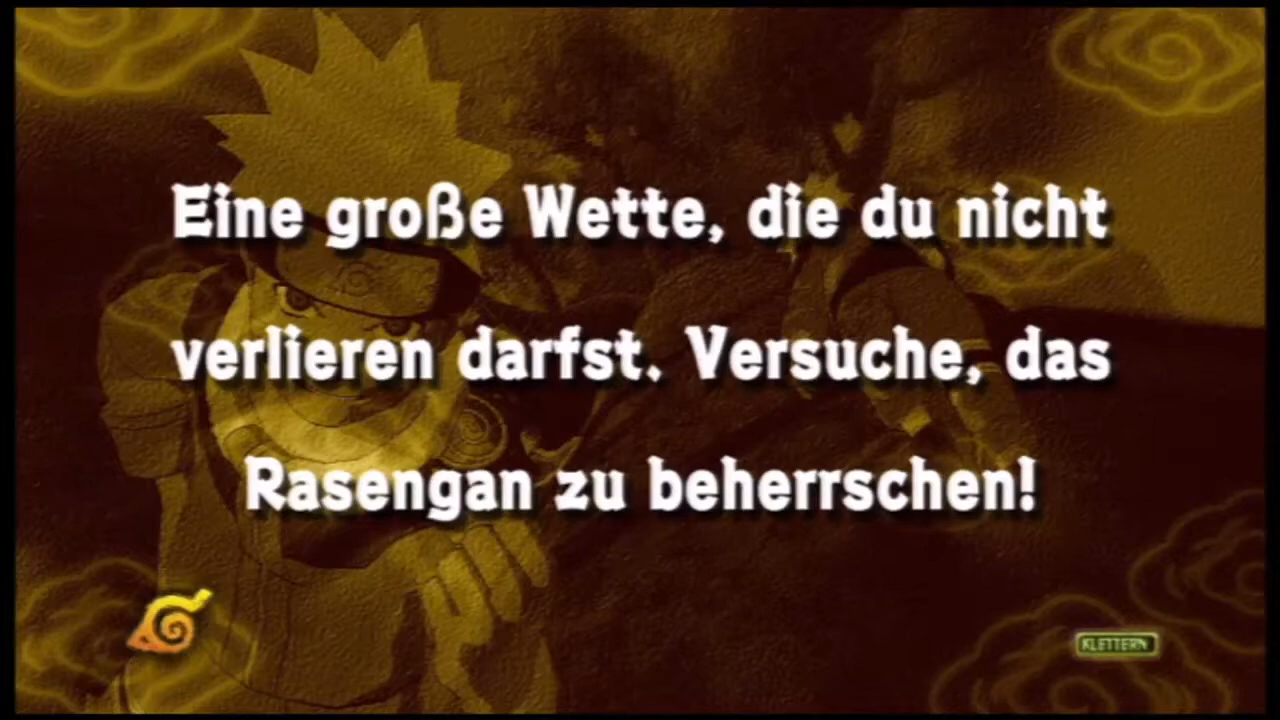 Eine große Wette, die du nicht
verlieren darfst. Versuche, das
Rasengan zu beherrschen!
KLETTERN